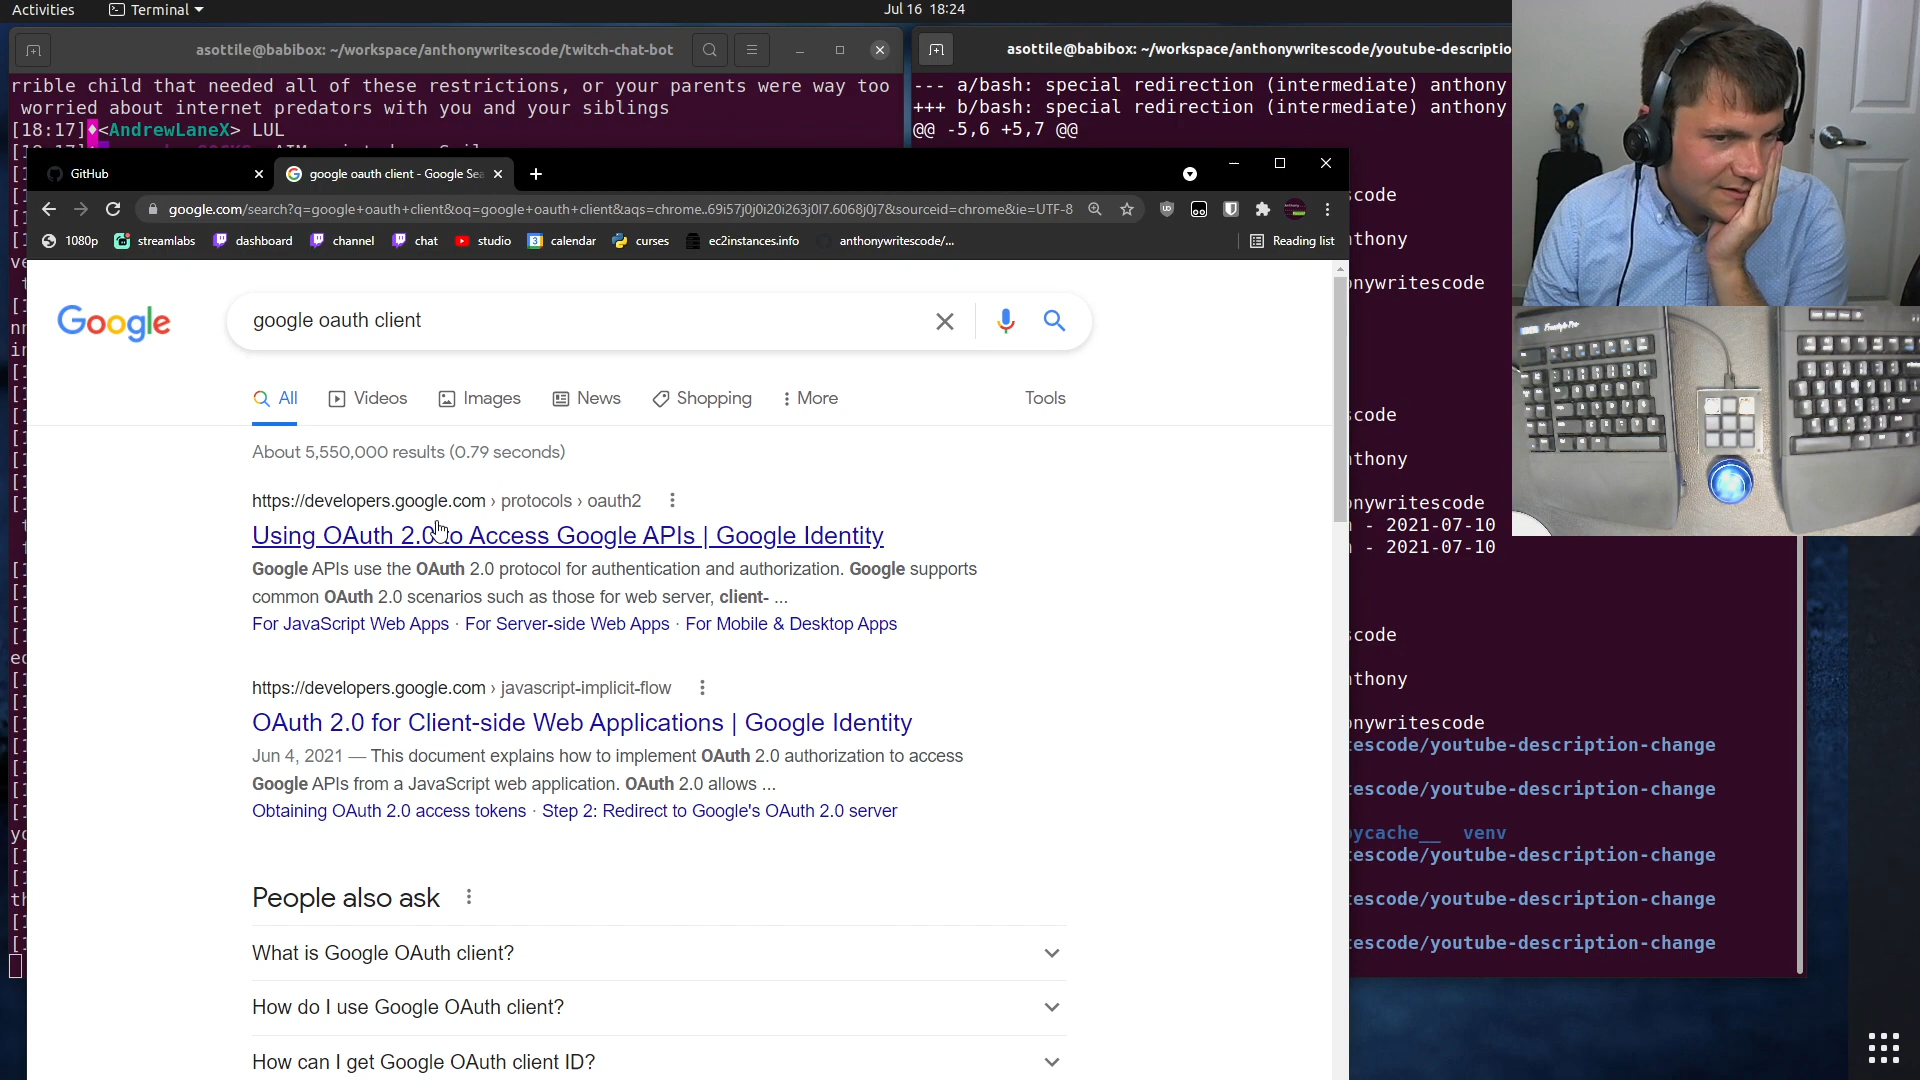 Activities
Terminal
Jul 16 18:24
asottile@babibox: ~/workspace/anthonywritescode/twitch-chat-bot
asottile@babibox: ~/workspace/anthonywritescode/youtube-descriptio
rrible child that needed all of these restrictions, or your parents were way too
worried about internet predators with you and your siblings
[18:17]<AndrewLaneX> LUL
--- a/bash: special redirection (intermediate) anthony
+++ b/bash: special redirection (intermediate) anthony
@@ -5,6 +5,7 @@
GitHub
google oauth client - Google Sea
google.com/search?q=google+oauth+client&oq=google+oauth+client&aqs=chrome..69i57j0j0i20i263j0l7.6068j0j7&sourceid=chrome&ie=UTF-8
1080p
streamlabs
dashboard
channel
chat
studio
calendar
curses
ec2instances.info
anthonywritescode/...
Reading list
Google
google oauth client
All
Videos
Images
News
Shopping
More
Tools
About 5,550,000 results (0.79 seconds)
https://developers.google.com › protocols › oauth2
Using OAuth 2.0 to Access Google APIs | Google Identity
Google APIs use the OAuth 2.0 protocol for authentication and authorization. Google supports
common OAuth 2.0 scenarios such as those for web server, client- ...
For JavaScript Web Apps · For Server-side Web Apps · For Mobile & Desktop Apps
https://developers.google.com › javascript-implicit-flow
OAuth 2.0 for Client-side Web Applications | Google Identity
Jun 4, 2021 — This document explains how to implement OAuth 2.0 authorization to access
Google APIs from a JavaScript web application. OAuth 2.0 allows ...
Obtaining OAuth 2.0 access tokens · Step 2: Redirect to Google's OAuth 2.0 server
People also ask
What is Google OAuth client?
How do I use Google OAuth client?
How can I get Google OAuth client ID?
scode
thony
nywritescode
scode
thony
nywritescode
- 2021-07-10
- 2021-07-10
scode
thony
nywritescode
escode/youtube-description-change
escode/youtube-description-change
ycache__ venv
escode/youtube-description-change
escode/youtube-description-change
escode/youtube-description-change